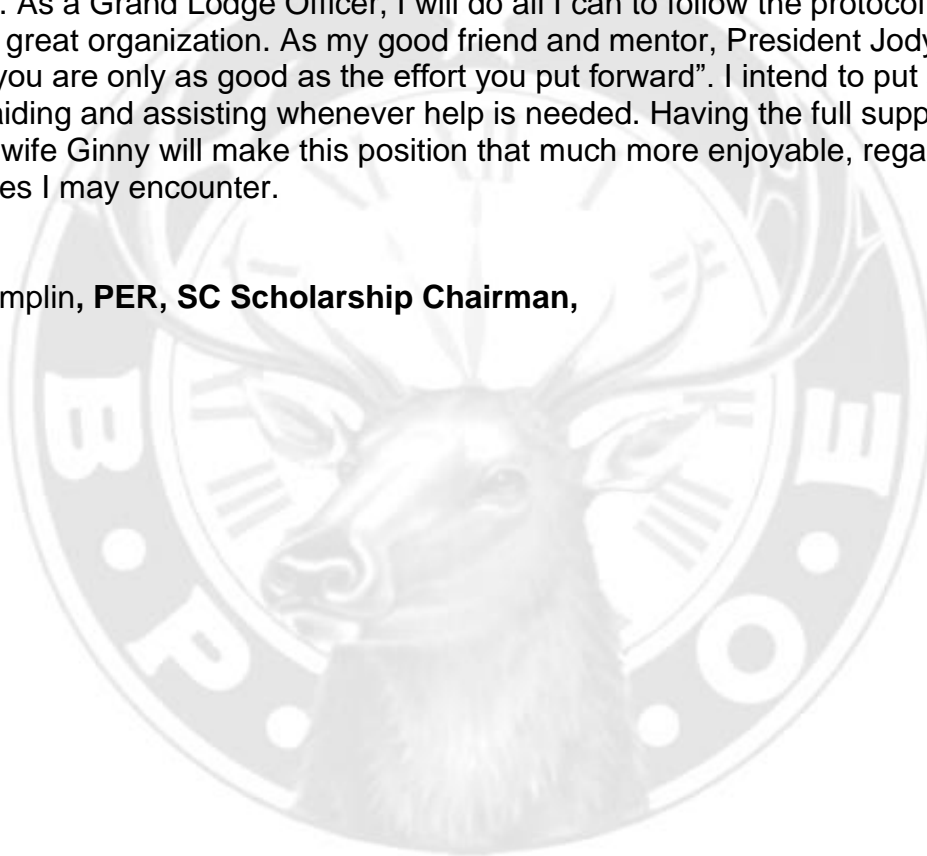 . As a Grand Lodge Officer, I will do all I can to follow the protocol
great organization. As my good friend and mentor, President Jody
you are only as good as the effort you put forward”. I intend to put
aiding and assisting whenever help is needed. Having the full supp
wife Ginny will make this position that much more enjoyable, rega
es I may encounter.
mplin, PER, SC Scholarship Chairman,
B P O E